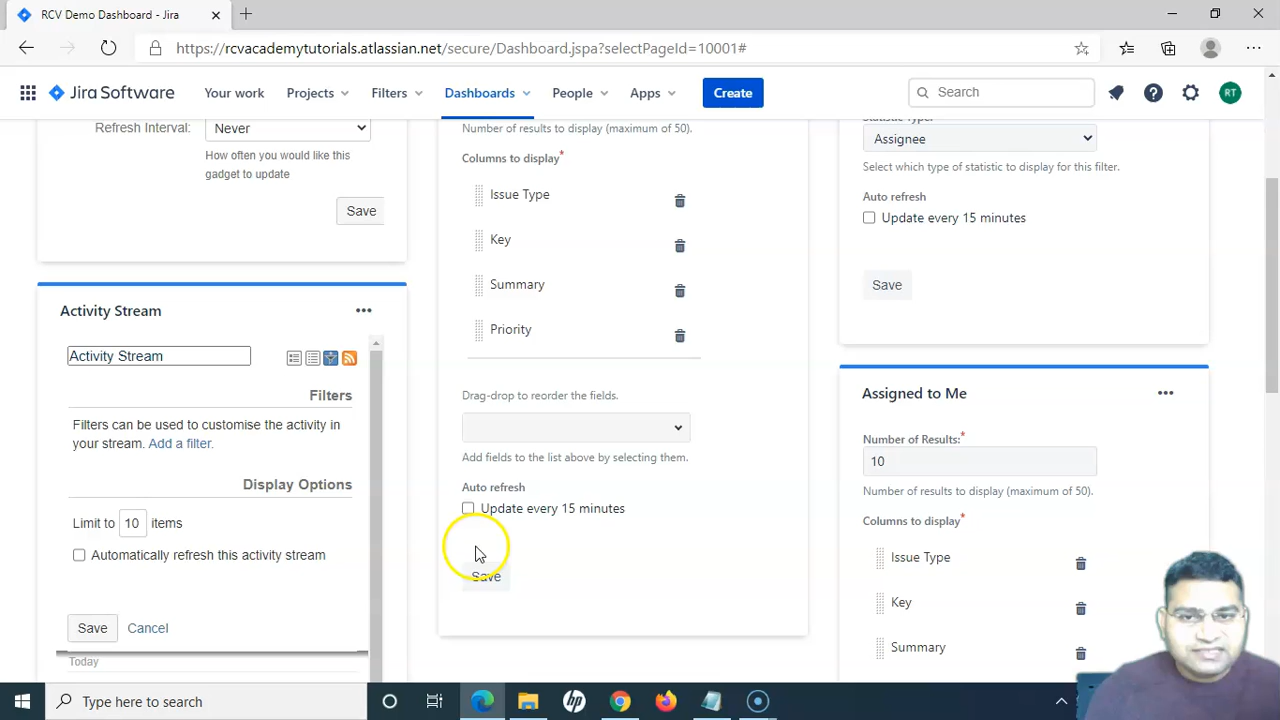 RCV Demo Dashboard - Jira
https://rcvacademytutorials.atlassian.net/secure/Dashboard.jspa?selectPageId=10001#
Jira Software
Your work
Projects
Filters
Dashboards
People
Apps
Create
Search
RT
Refresh Interval:
Never
How often you would like this
gadget to update
Save
Activity Stream
Activity Stream
Filters
Filters can be used to customise the activity in
your stream. Add a filter.
Display Options
Limit to 10 items
Automatically refresh this activity stream
Save
Cancel
Today
Number of results to display (maximum of 50).
Columns to display*
Issue Type
Key
Summary
Priority
Drag-drop to reorder the fields.
Add fields to the list above by selecting them.
Auto refresh
Update every 15 minutes
Save
Statistic Type*
Assignee
Select which type of statistic to display for this filter.
Auto refresh
Update every 15 minutes
Save
Assigned to Me
Number of Results:*
10
Number of results to display (maximum of 50).
Columns to display*
Issue Type
Key
Summary
Type here to search